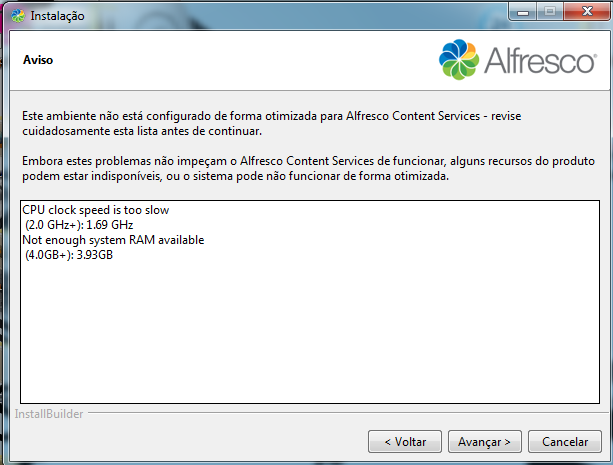 Instalação
Aviso
Alfresco
Este ambiente não está configurado de forma otimizada para Alfresco Content Services - revise
cuidadosamente esta lista antes de continuar.
Embora estes problemas não impeçam o Alfresco Content Services de funcionar, alguns recursos do produto
podem estar indisponíveis, ou o sistema pode não funcionar de forma otimizada.
CPU clock speed is too slow
(2.0 GHz+): 1.69 GHz
Not enough system RAM available
(4.0GB+): 3.93GB
InstallBuilder
< Voltar
Avançar >
Cancelar